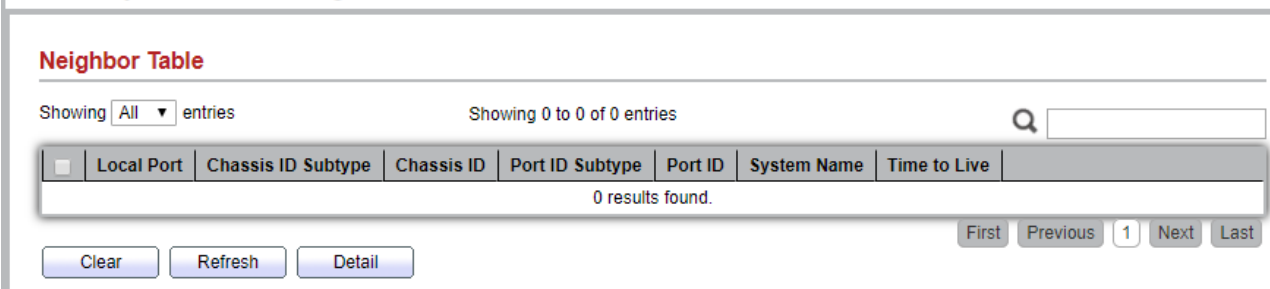 Neighbor Table
Showing All entries
Showing 0 to 0 of 0 entries
Local Port Chassis ID Subtype Chassis ID Port ID Subtype Port ID System Name Time to Live
0 results found.
First Previous 1 Next Last
Clear Refresh Detail